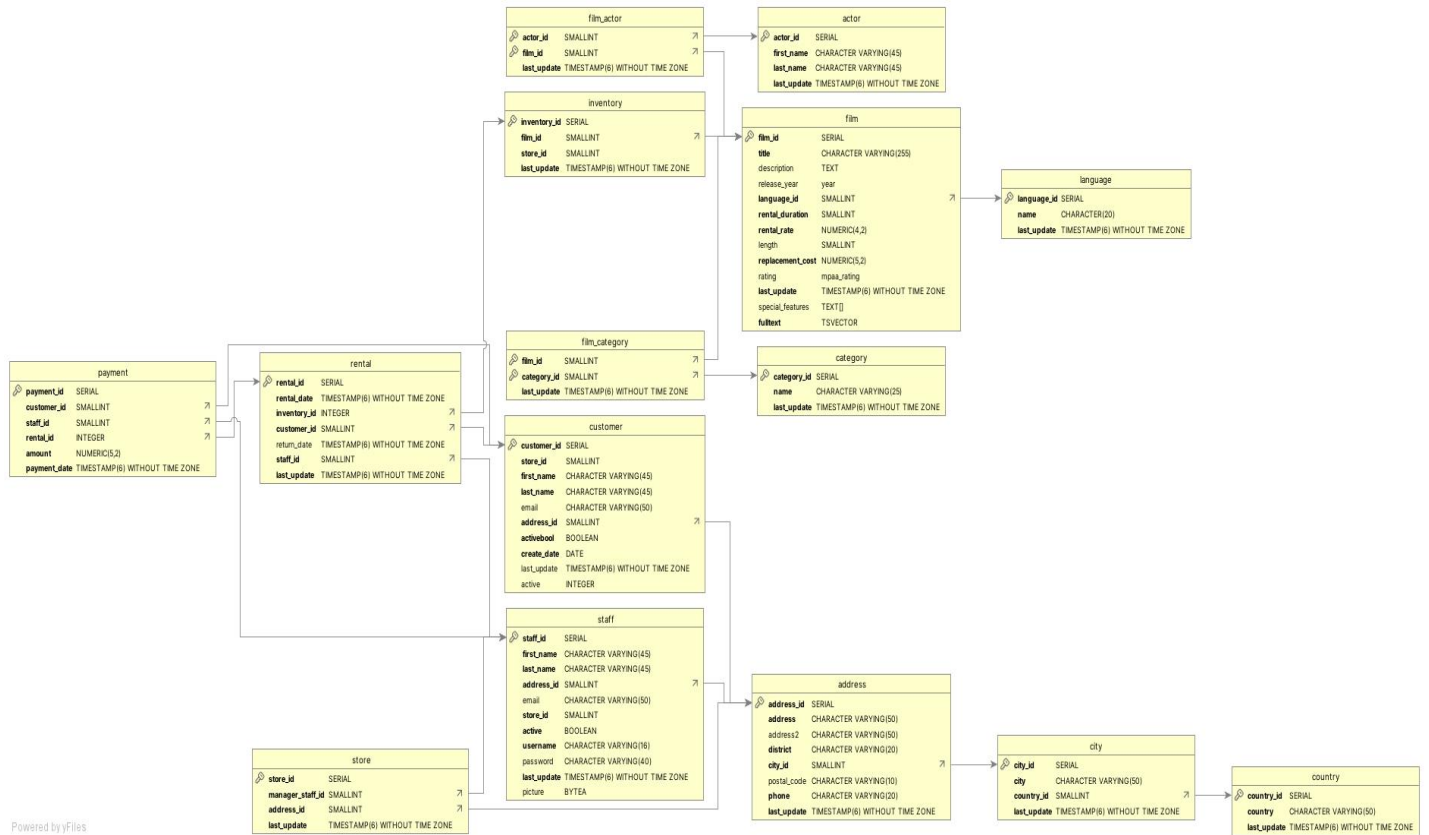 film_actor
actor_id SMALLINT
film_id SMALLINT
last_update TIMESTAMP(6) WITHOUT TIME ZONE
actor
actor_id SERIAL
first_name CHARACTER VARYING(45)
last_name CHARACTER VARYING(45)
last_update TIMESTAMP(6) WITHOUT TIME ZONE
inventory
inventory_id SERIAL
film_id SMALLINT
store_id SMALLINT
last_update TIMESTAMP(6) WITHOUT TIME ZONE
film
film_id SERIAL
title CHARACTER VARYING(255)
description TEXT
release_year year
language_id SMALLINT
rental_duration SMALLINT
rental_rate NUMERIC(4,2)
length SMALLINT
replacement_cost NUMERIC(5,2)
rating mpaa_rating
last_update TIMESTAMP(6) WITHOUT TIME ZONE
special_features TEXT[]
fulltext TSVECTOR
language
language_id SERIAL
name CHARACTER(20)
last_update TIMESTAMP(6) WITHOUT TIME ZONE
film_category
film_id SMALLINT
category_id SMALLINT
last_update TIMESTAMP(6) WITHOUT TIME ZONE
category
category_id SERIAL
name CHARACTER VARYING(25)
last_update TIMESTAMP(6) WITHOUT TIME ZONE
payment
payment_id SERIAL
customer_id SMALLINT
staff_id SMALLINT
rental_id INTEGER
amount NUMERIC(5,2)
payment_date TIMESTAMP(6) WITHOUT TIME ZONE
rental
rental_id SERIAL
rental_date TIMESTAMP(6) WITHOUT TIME ZONE
inventory_id INTEGER
customer_id SMALLINT
return_date TIMESTAMP(6) WITHOUT TIME ZONE
staff_id SMALLINT
last_update TIMESTAMP(6) WITHOUT TIME ZONE
customer
customer_id SERIAL
store_id SMALLINT
first_name CHARACTER VARYING(45)
last_name CHARACTER VARYING(45)
email CHARACTER VARYING(50)
address_id SMALLINT
activebool BOOLEAN
create_date DATE
last_update TIMESTAMP(6) WITHOUT TIME ZONE
active INTEGER
staff
staff_id SERIAL
first_name CHARACTER VARYING(45)
last_name CHARACTER VARYING(45)
address_id SMALLINT
email CHARACTER VARYING(50)
store_id SMALLINT
active BOOLEAN
username CHARACTER VARYING(16)
password CHARACTER VARYING(40)
last_update TIMESTAMP(6) WITHOUT TIME ZONE
picture BYTEA
store
store_id SERIAL
manager_staff_id SMALLINT
address_id SMALLINT
last_update TIMESTAMP(6) WITHOUT TIME ZONE
address
address_id SERIAL
address CHARACTER VARYING(50)
address2 CHARACTER VARYING(50)
district CHARACTER VARYING(20)
city_id SMALLINT
postal_code CHARACTER VARYING(10)
phone CHARACTER VARYING(20)
last_update TIMESTAMP(6) WITHOUT TIME ZONE
city
city_id SERIAL
city CHARACTER VARYING(50)
country_id SMALLINT
last_update TIMESTAMP(6) WITHOUT TIME ZONE
country
country_id SERIAL
country CHARACTER VARYING(50)
last_update TIMESTAMP(6) WITHOUT TIME ZONE
Powered by yFiles